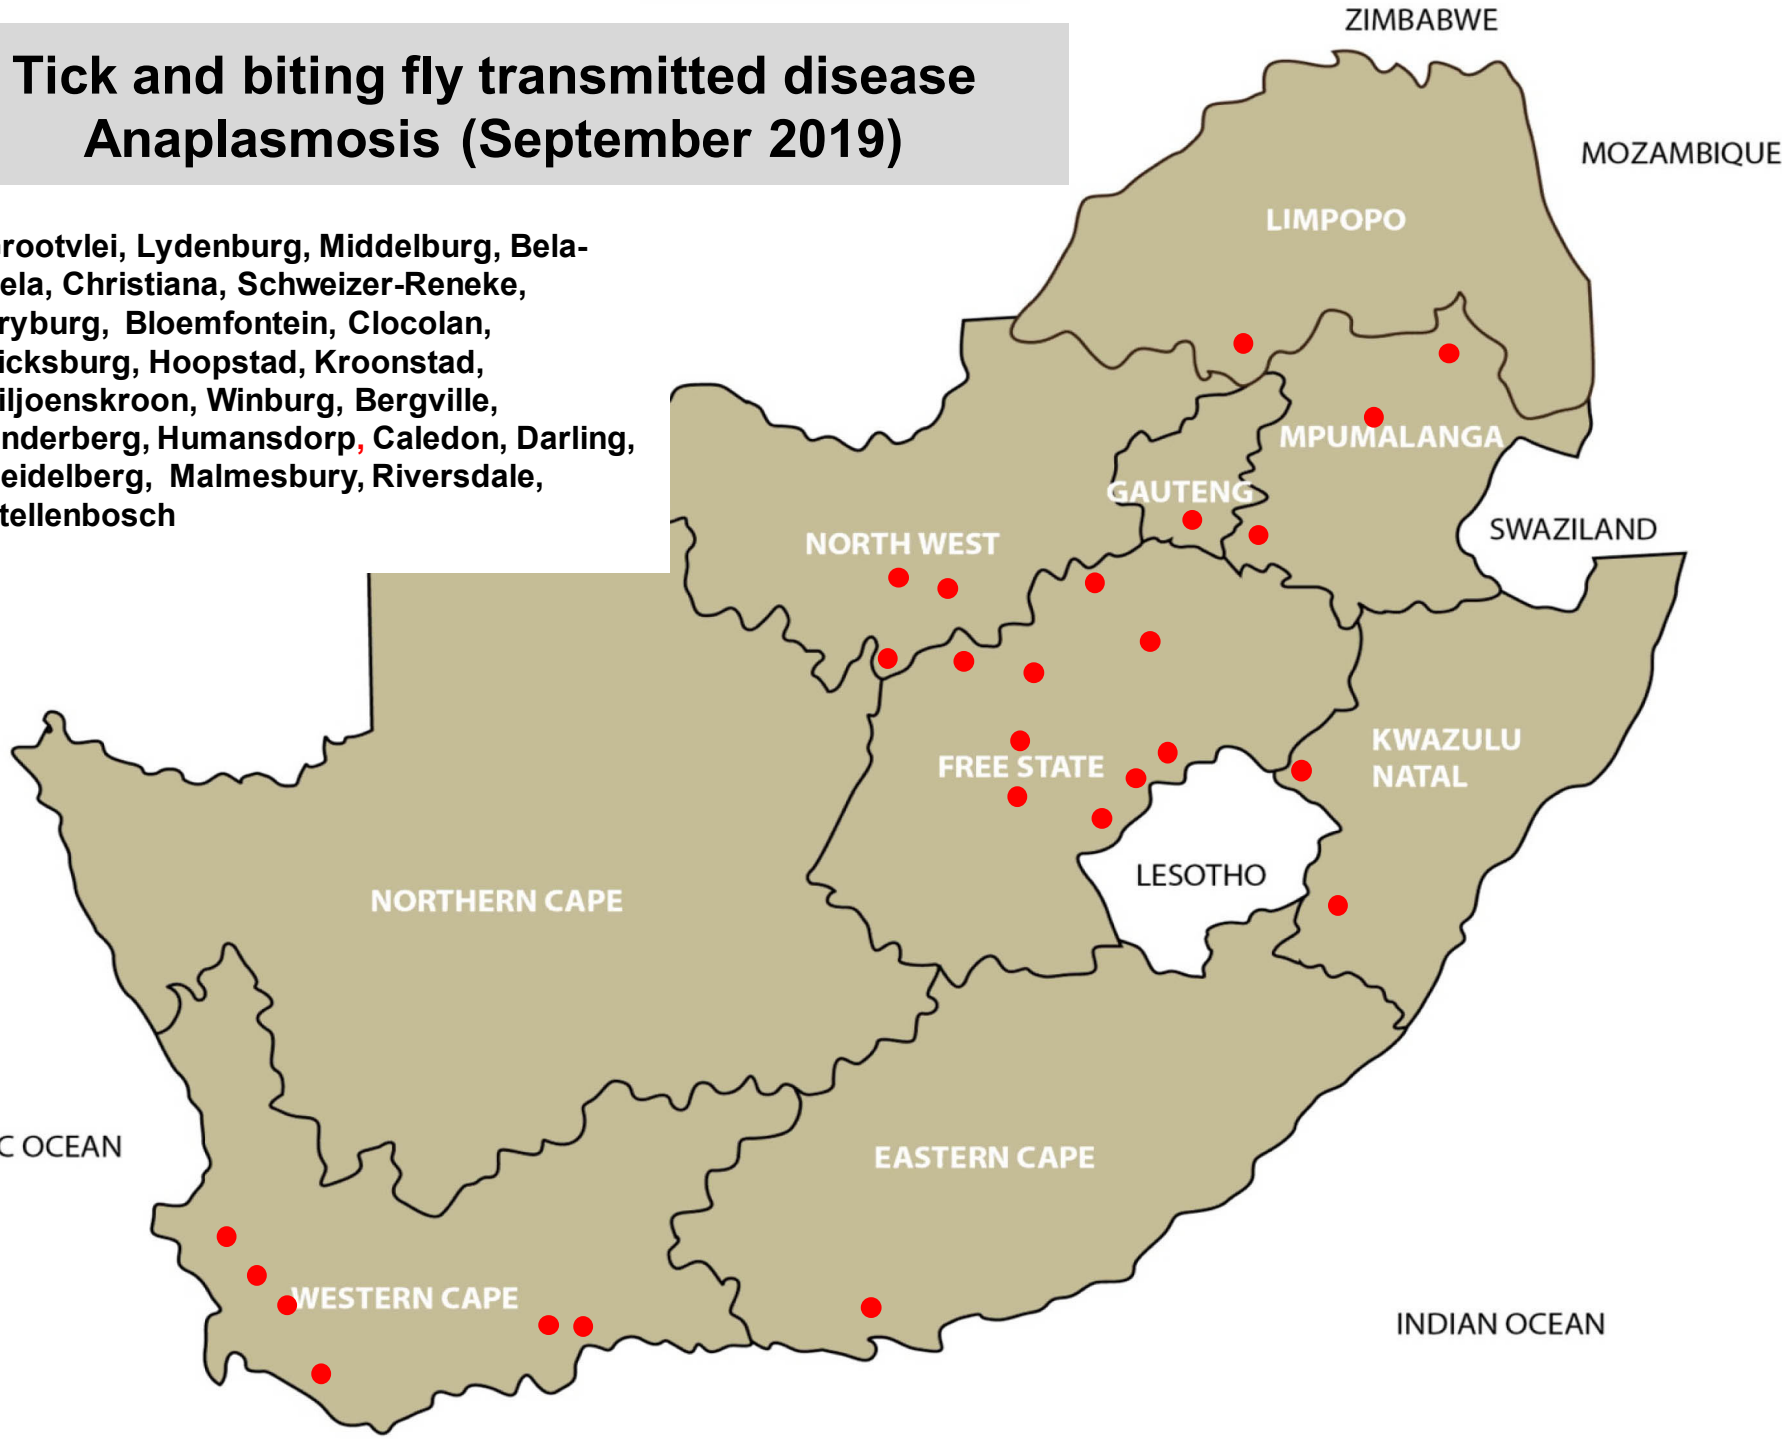 ZIMBABWE
Tick and biting fly transmitted disease
Anaplasmosis (September 2019)
MOZAMBIQUE
rootvlei, Lydenburg, Middelburg, Bela-
ela, Christiana, Schweizer-Reneke,
ryburg, Bloemfontein, Clocolan,
icksburg, Hoopstad, Kroonstad,
iljoenskroon, Winburg, Bergville,
nderberg, Humansdorp, Caledon, Darling,
eidelberg, Malmesbury, Riversdale,
tellenbosch
LIMPOPO
MPUMALANGA
GAUTENG
NORTH WEST
SWAZILAND
FREE STATE
KWAZULU
NATAL
LESOTHO
NORTHERN CAPE
C OCEAN
EASTERN CAPE
WESTERN CAPE
INDIAN OCEAN